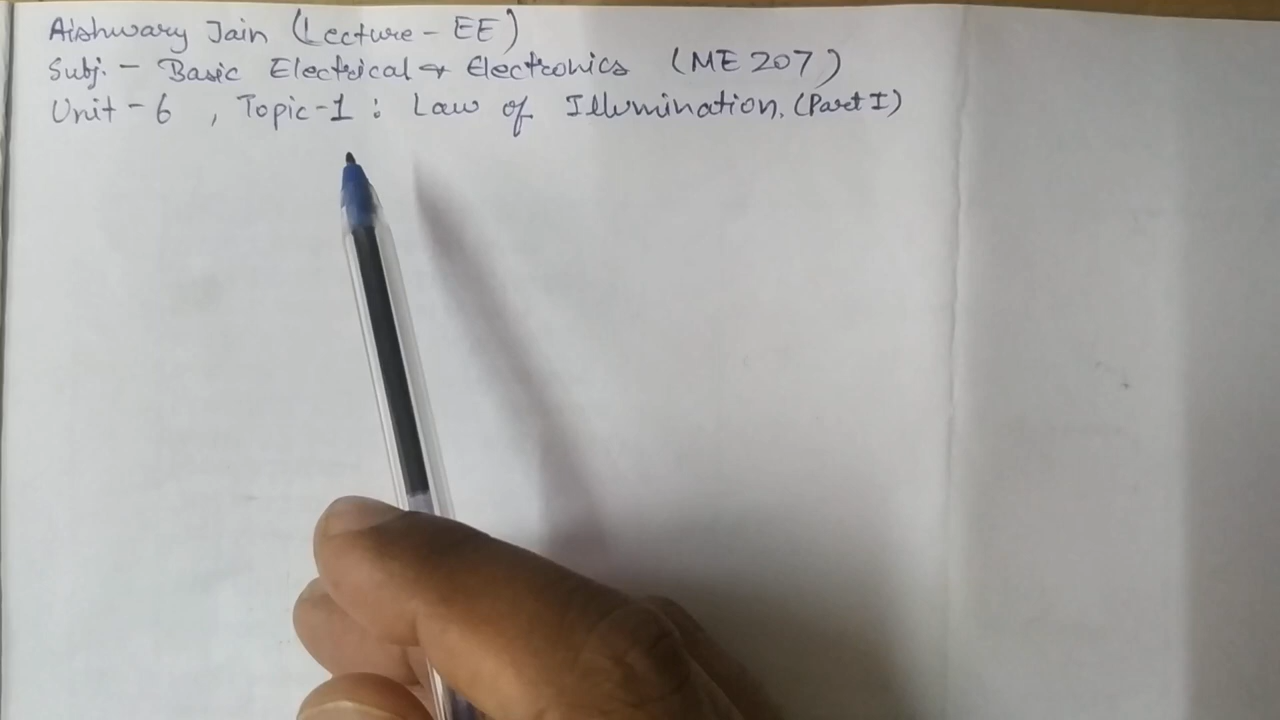 Aishwary Jain (Lecture - EE)
Subj. - Basic Electrical & Electronics (ME 207)
Unit - 6 , Topic-1 : Law of Illumination. (Part I)